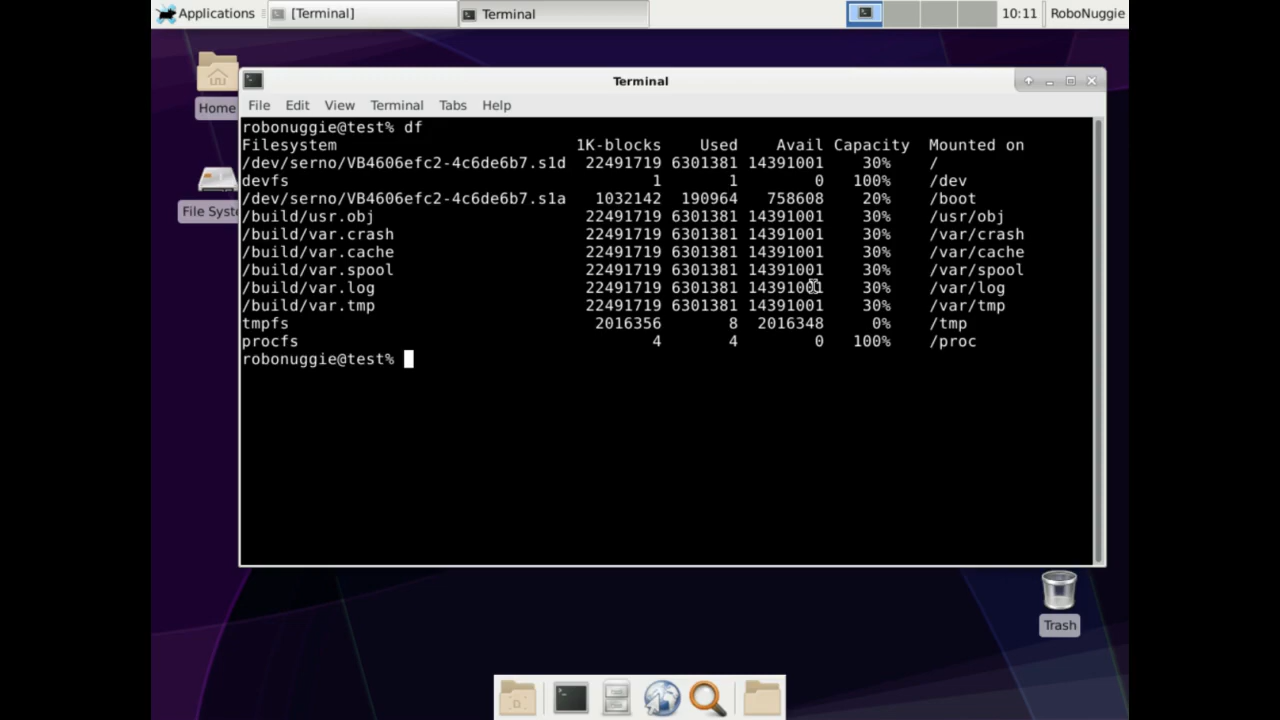 Applications [Terminal] Terminal 10:11 RoboNuggie
Terminal
Home
File Syste
File Edit View Terminal Tabs Help
robonuggie@test% df
Filesystem 1K-blocks Used Avail Capacity Mounted on
/dev/serno/VB4606efc2-4c6de6b7.s1d 22491719 6301381 14391001 30% /
devfs 1 1 0 100% /dev
/dev/serno/VB4606efc2-4c6de6b7.s1a 1032142 190964 758608 20% /boot
/build/usr.obj 22491719 6301381 14391001 30% /usr/obj
/build/var.crash 22491719 6301381 14391001 30% /var/crash
/build/var.cache 22491719 6301381 14391001 30% /var/cache
/build/var.spool 22491719 6301381 14391001 30% /var/spool
/build/var.log 22491719 6301381 14391001 30% /var/log
/build/var.tmp 22491719 6301381 14391001 30% /var/tmp
tmpfs 2016356 8 2016348 0% /tmp
procfs 4 4 0 100% /proc
robonuggie@test%
Trash